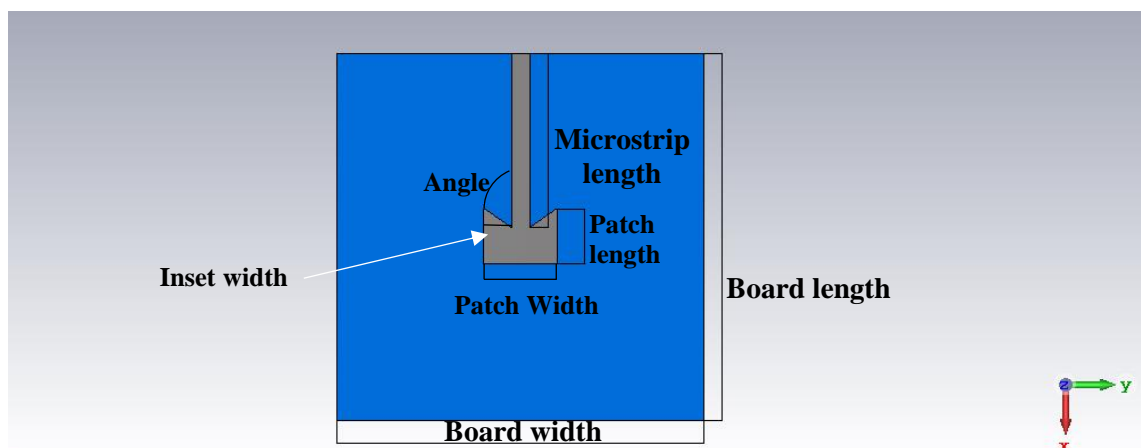 Microstrip
length
Angle
Patch
length
Inset width
Board length
Patch Width
Board width
z
y
x